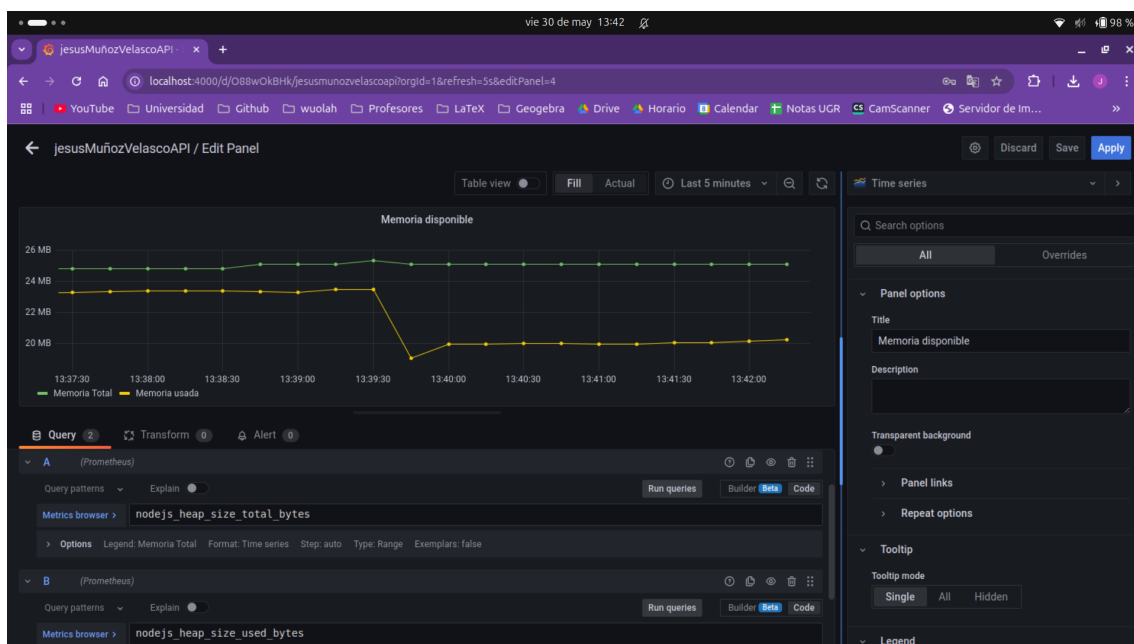 vie 30 de may 13:42
98 %
jesusMuñozVelascoAPI -
localhost:4000/d/O88wOkBHk/jesusmunozvelascoapi?orgId=1&refresh=5s&editPanel=4
J
YouTube Universidad Github wuolah Profesores LaTeX Geogebra Drive Horario Calendar Notas UGR CamScanner Servidor de Im... »
jesusMuñozVelascoAPI / Edit Panel
Discard Save Apply
Table view Fill Actual Last 5 minutes
Time series
Memoria disponible
Search options
All Overrides
26 MB
24 MB
22 MB
20 MB
13:37:30 13:38:00 13:38:30 13:39:00 13:39:30 13:40:00 13:40:30 13:41:00 13:41:30 13:42:00
Memoria Total Memoria usada
Panel options
Title
Memoria disponible
Description
Transparent background
Panel links
Repeat options
Tooltip
Tooltip mode
Single All Hidden
Legend
Query 2 Transform 0 Alert 0
A (Prometheus)
Query patterns Explain Run queries Builder Beta Code
Metrics browser > nodejs_heap_size_total_bytes
> Options Legend: Memoria Total Format: Time series Step: auto Type: Range Exemplars: false
B (Prometheus)
Query patterns Explain Run queries Builder Beta Code
Metrics browser > nodejs_heap_size_used_bytes